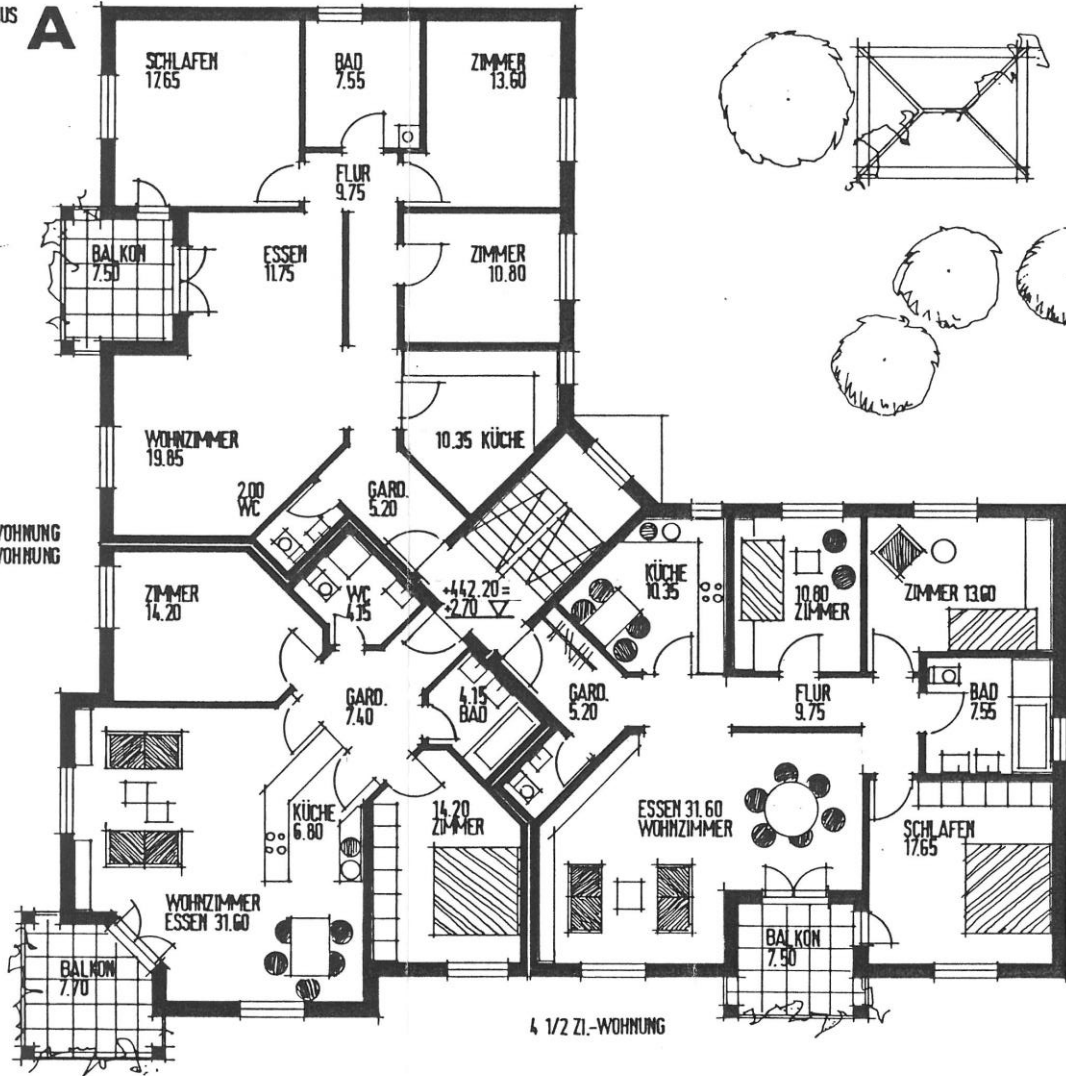 US
A
SCHLAFEN
17.65
BAD
7.55
ZIMMER
13.60
FLUR
9.75
BALKON
7.50
ESSEN
11.75
ZIMMER
10.80
WOHNZIMMER
19.85
10.35 KÜCHE
2.00
WC
GARD.
5.20
WOHNUNG
WOHNUNG
ZIMMER
14.20
WC
4.15
+442.20=
+2.70
KÜCHE
10.35
10.80
ZIMMER
ZIMMER 13.60
GARD.
7.40
4.15
BAD
GARD.
5.20
FLUR
9.75
BAD
7.55
KÜCHE
6.80
14.20
ZIMMER
ESSEN 31.60
WOHNZIMMER
SCHLAFEN
17.65
WOHNZIMMER
ESSEN 31.60
BALKON
7.70
BALKON
7.50
4 1/2 ZI.-WOHNUNG